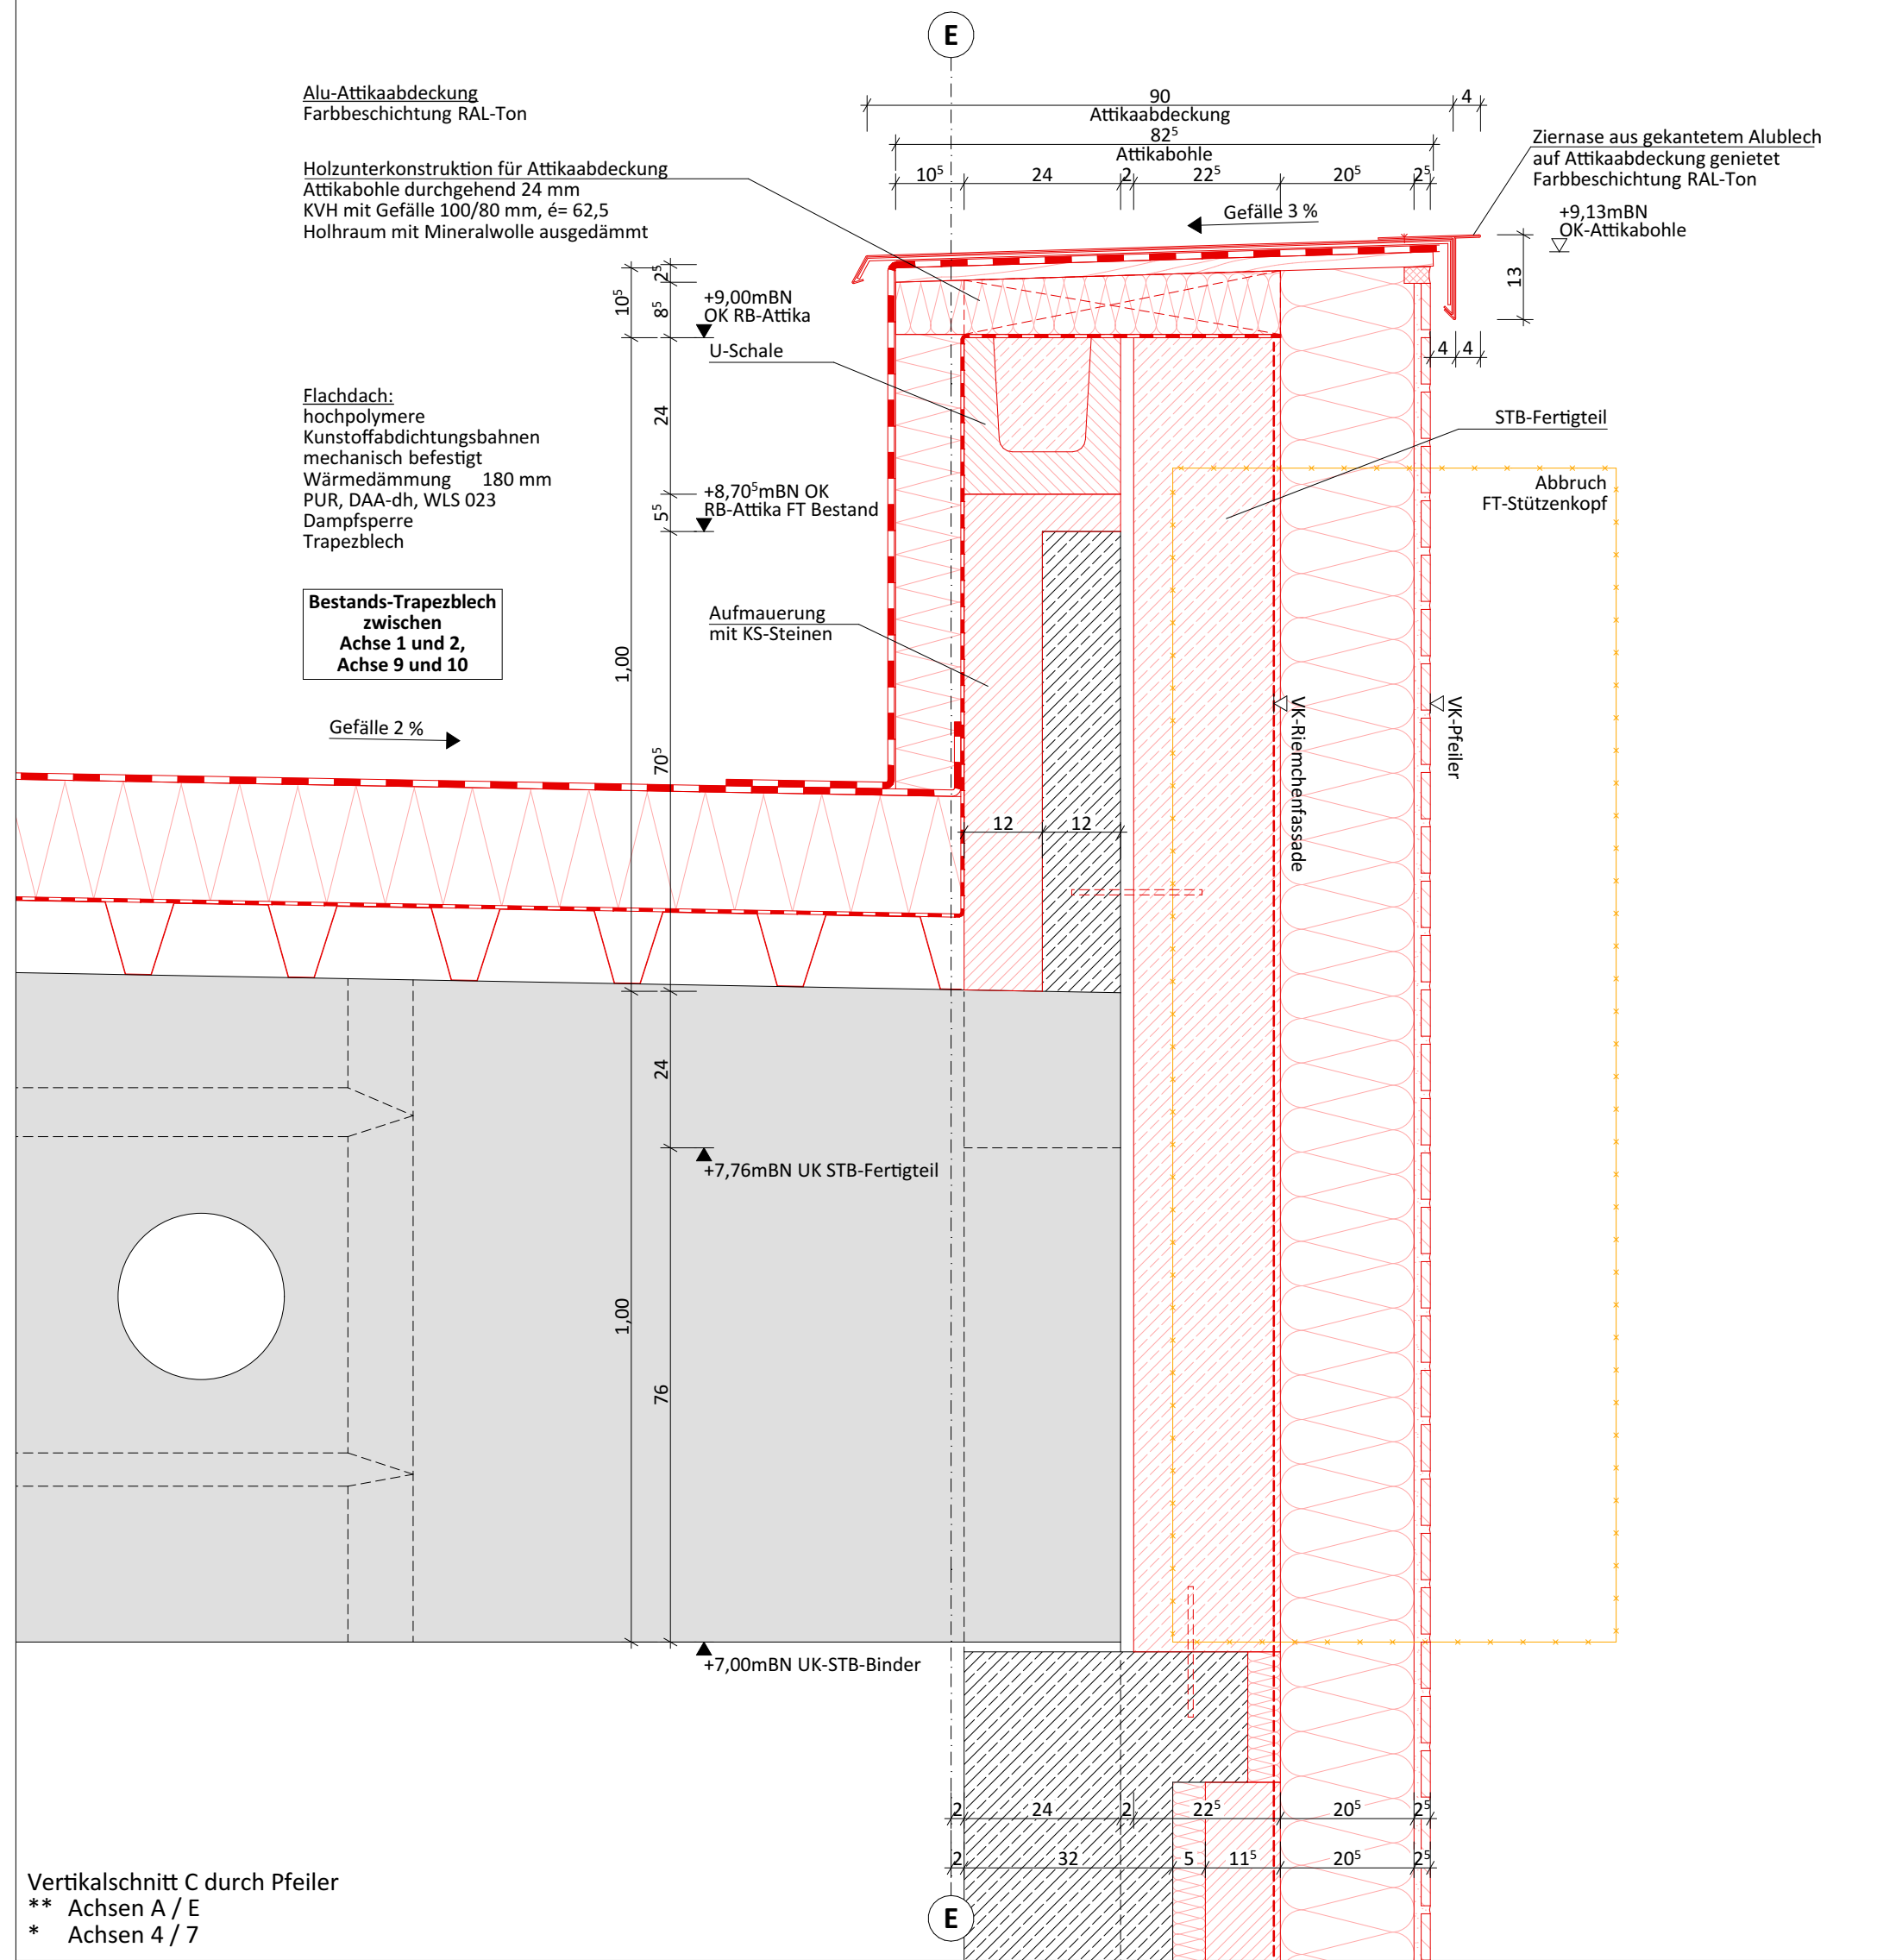 E
Alu-Attikaabdeckung
Farbbeschichtung RAL-Ton
Holzunterkonstruktion für Attikaabdeckung
Attikabohle durchgehend 24 mm
KVH mit Gefälle 100/80 mm, é= 62,5
Holhraum mit Mineralwolle ausgedämmt
90
4
Attikaabdeckung
82⁵
Attikabohle
10⁵ 24 2 22⁵ 20⁵ 2⁵
Ziernase aus gekantetem Alublech
auf Attikaabdeckung genietet
Farbbeschichtung RAL-Ton
Gefälle 3 %
+9,13mBN
OK-Attikabohle
13
4 4
10⁵
2⁵
8⁵
+9,00mBN
OK RB-Attika
U-Schale
24
Flachdach:
hochpolymere
Kunstoffabdichtungsbahnen
mechanisch befestigt
Wärmedämmung 180 mm
PUR, DAA-dh, WLS 023
Dampfsperre
Trapezblech
STB-Fertigteil
Abbruch
FT-Stützenkopf
5⁵
+8,70⁵mBN OK
RB-Attika FT Bestand
Bestands-Trapezblech
zwischen
Achse 1 und 2,
Achse 9 und 10
Aufmauerung
mit KS-Steinen
1,00
70⁵
Gefälle 2 %
VK-Riemchenfassade
VK-Pfeiler
12 12
24
+7,76mBN UK STB-Fertigteil
1,00
76
+7,00mBN UK-STB-Binder
2 24 2 22⁵ 20⁵ 2⁵
2 32 5 11⁵ 20⁵ 2⁵
E
Vertikalschnitt C durch Pfeiler
** Achsen A / E
* Achsen 4 / 7